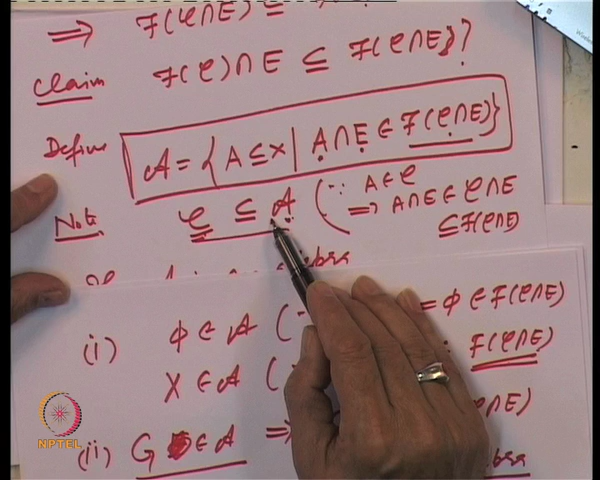 ⟹ F(C∩E) ⊆
Claim F(C)∩E ⊆ F(C∩E)?
Define A = {A ⊆ X | A∩E ∈ F(C∩E)}
Note C ⊆ A (∵ A ∈ C
⟹ A∩E ∈ C∩E
⊆ F(C∩E)
(i) ϕ ∈ A ( = ϕ ∈ F(C∩E)
X ∈ A ( F(C∩E)
(ii) G ∈ A ⟹ ∩E)
NPTEL